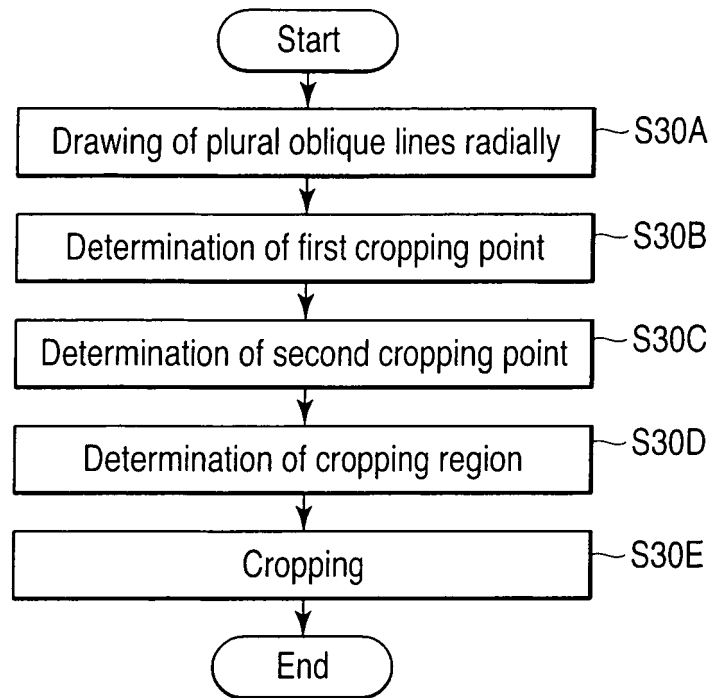 Start
Drawing of plural oblique lines radially
S30A
Determination of first cropping point
S30B
Determination of second cropping point
S30C
Determination of cropping region
S30D
Cropping
S30E
End